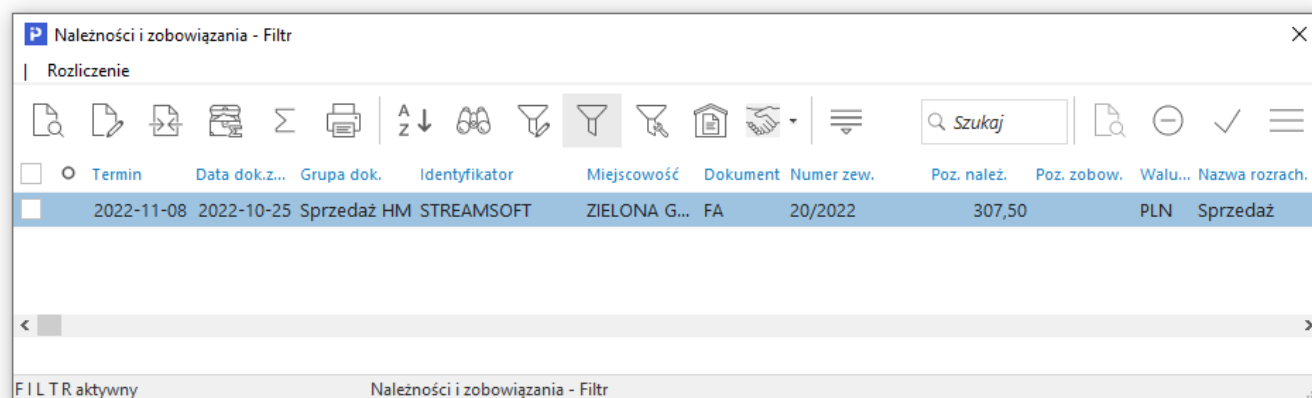 Należności i zobowiązania - Filtr
| Rozliczenie
A Z Szukaj
Termin Data dok.z... Grupa dok. Identyfikator Miejscowość Dokument Numer zew. Poz. należ. Poz. zobow. Walu... Nazwa rozrach.
2022-11-08 2022-10-25 Sprzedaż HM STREAMSOFT ZIELONA G... FA 20/2022 307,50 PLN Sprzedaż
F I L T R aktywny Należności i zobowiązania - Filtr